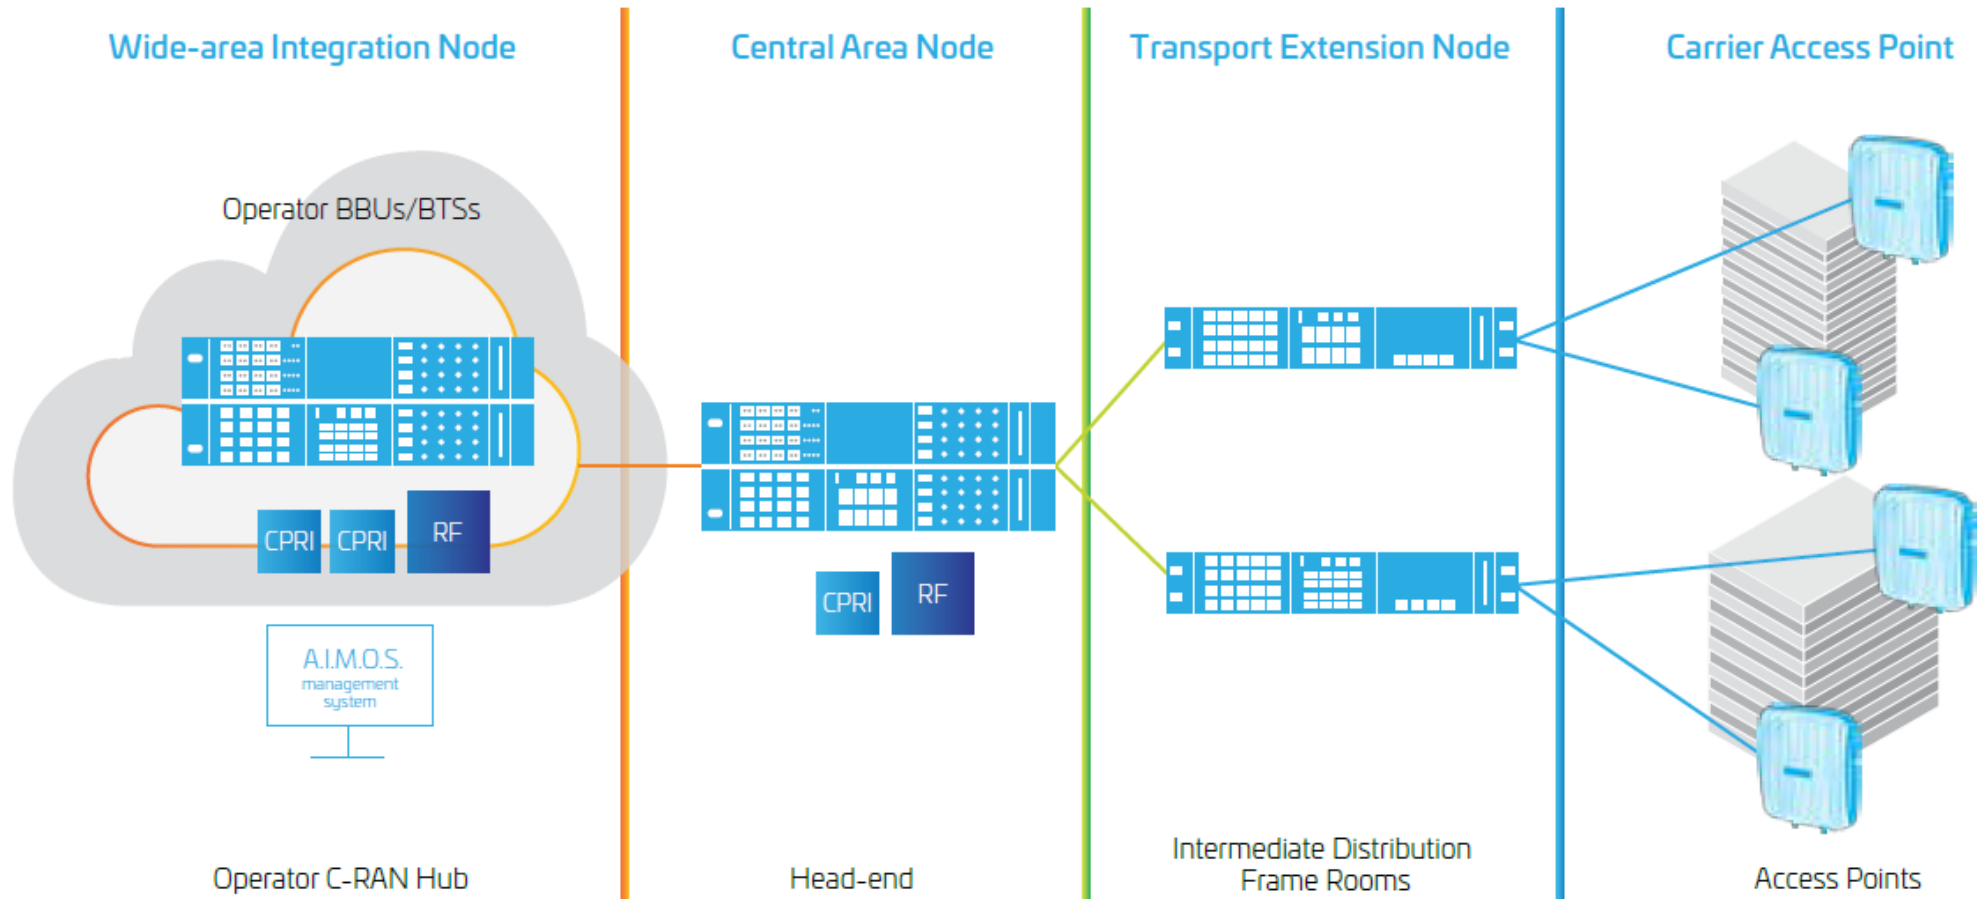 Wide-area Integration Node
Central Area Node
Transport Extension Node
Carrier Access Point
Operator BBUs/BTSs
CPRI
CPRI
RF
CPRI
RF
A.I.M.O.S.
management
system
Operator C-RAN Hub
Head-end
Intermediate Distribution
Frame Rooms
Access Points